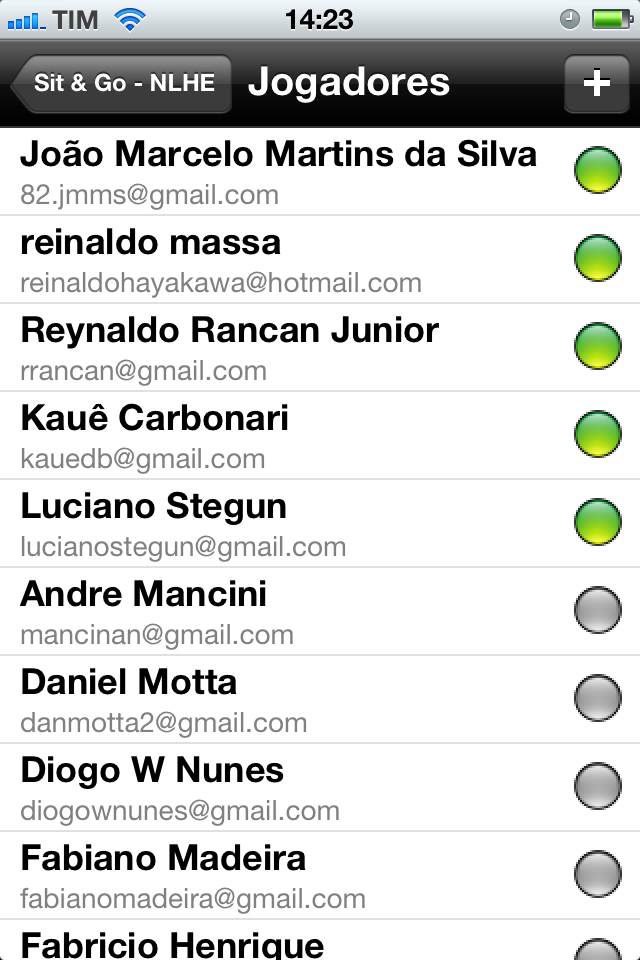 TIM 14:23
Sit & Go - NLHE Jogadores +
João Marcelo Martins da Silva
82.jmms@gmail.com
reinaldo massa
reinaldohayakawa@hotmail.com
Reynaldo Rancan Junior
rrancan@gmail.com
Kauê Carbonari
kauedb@gmail.com
Luciano Stegun
lucianostegun@gmail.com
Andre Mancini
mancinan@gmail.com
Daniel Motta
danmotta2@gmail.com
Diogo W Nunes
diogownunes@gmail.com
Fabiano Madeira
fabianomadeira@gmail.com
Fabricio Henrique